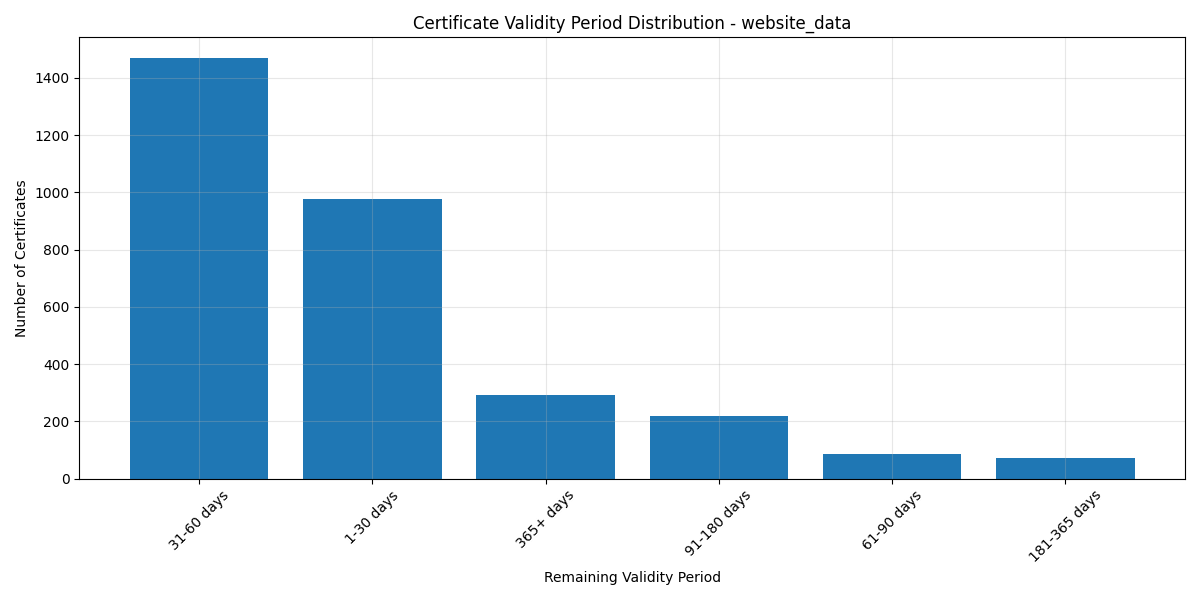 Certificate Validity Period Distribution - website_data
Number of Certificates
1400
1200
1000
800
600
400
200
0
31-60 days
1-30 days
365+ days
91-180 days
61-90 days
181-365 days
Remaining Validity Period